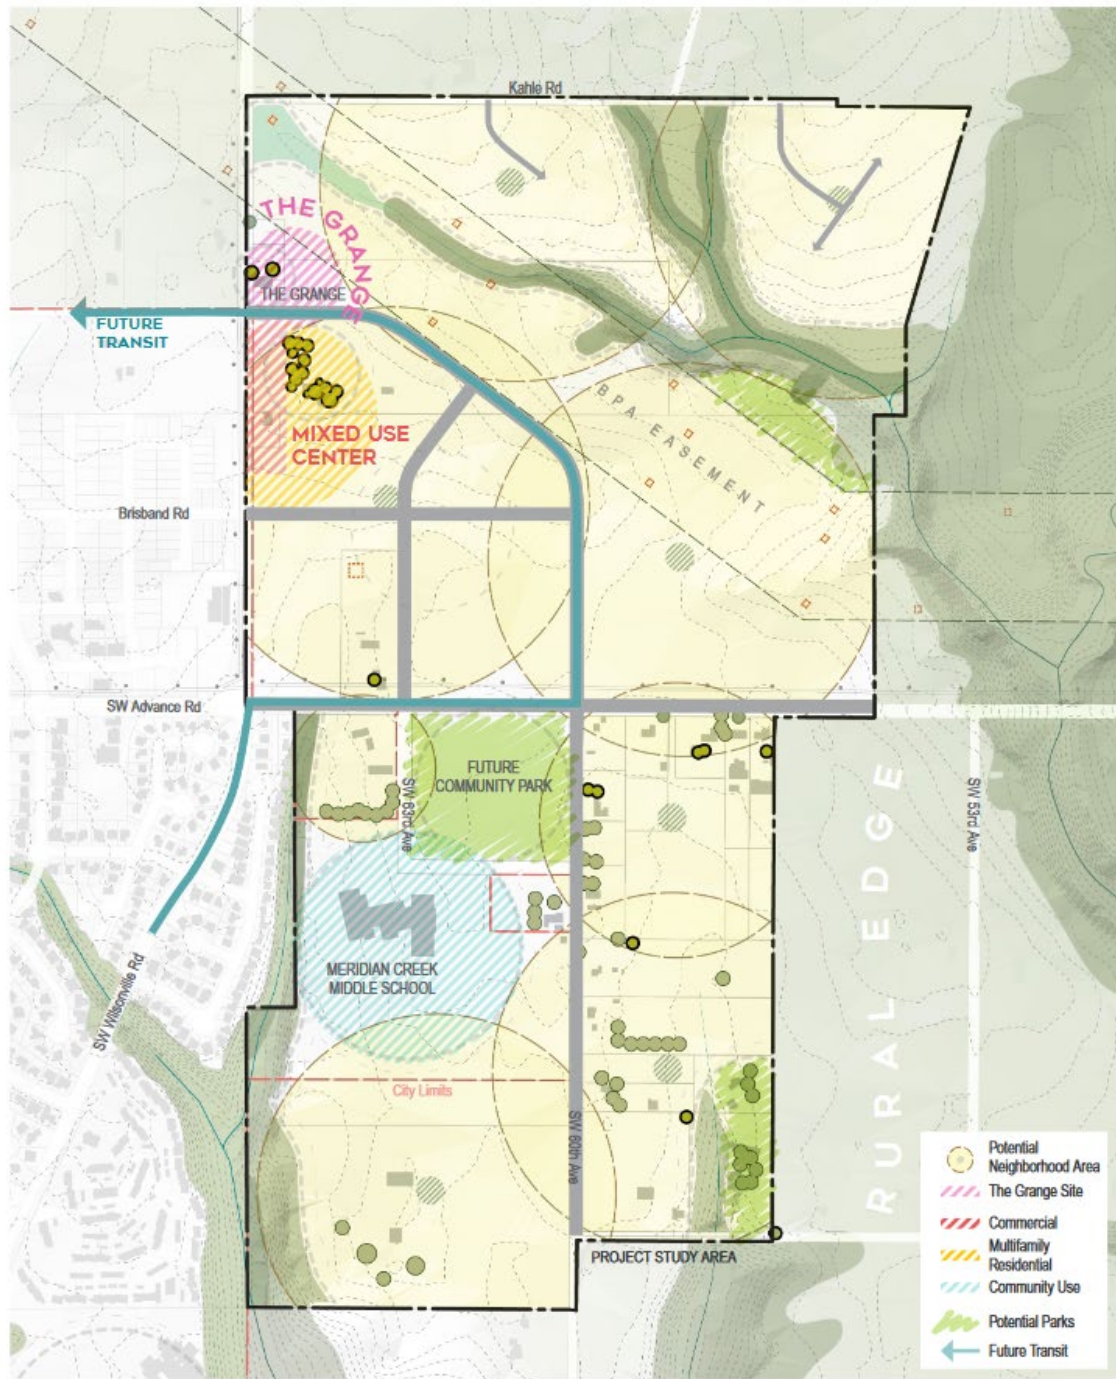 Kahle Rd
THE GRANGE
THE GRANGE
FUTURE
TRANSIT
BPA EASEMENT
MIXED USE
CENTER
Brisband Rd
SW Advance Rd
FUTURE
COMMUNITY PARK
SW 63rd Ave
SW 53rd Ave
RURAL EDGE
MERIDIAN CREEK
MIDDLE SCHOOL
SW Wilsonville Rd
City Limits
SW 60th Ave
PROJECT STUDY AREA
Potential
Neighborhood Area
The Grange Site
Commercial
Multifamily
Residential
Community Use
Potential Parks
Future Transit